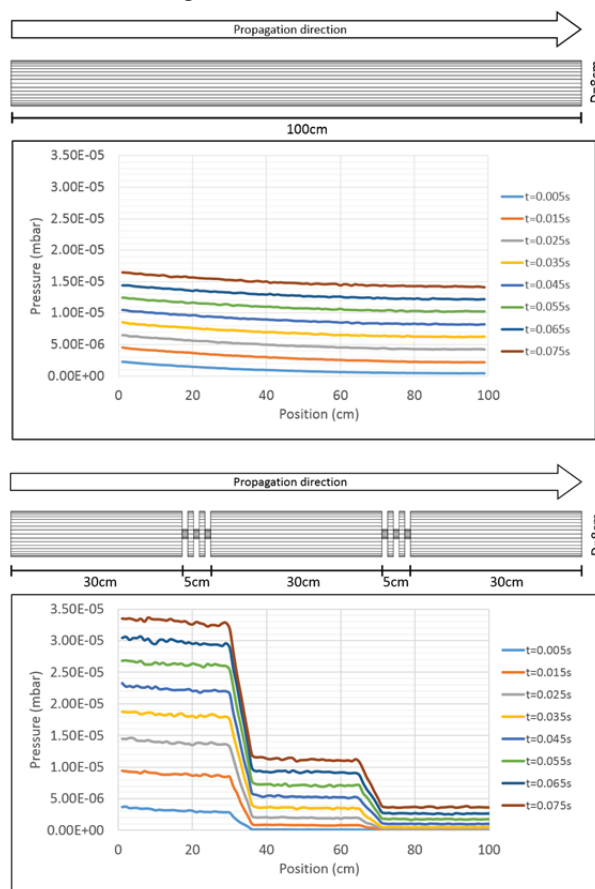 Propagation direction
D=8cm
100cm
3.50E-05
3.00E-05
2.50E-05
2.00E-05
1.50E-05
1.00E-05
5.00E-06
0.00E+00
Pressure (mbar)
0 20 40 60 80 100
Position (cm)
t=0.005s
t=0.015s
t=0.025s
t=0.035s
t=0.045s
t=0.055s
t=0.065s
t=0.075s
Propagation direction
D=8cm
30cm 5cm 30cm 5cm 30cm
3.50E-05
3.00E-05
2.50E-05
2.00E-05
1.50E-05
1.00E-05
5.00E-06
0.00E+00
Pressure (mbar)
0 20 40 60 80 100
Position (cm)
t=0.005s
t=0.015s
t=0.025s
t=0.035s
t=0.045s
t=0.055s
t=0.065s
t=0.075s